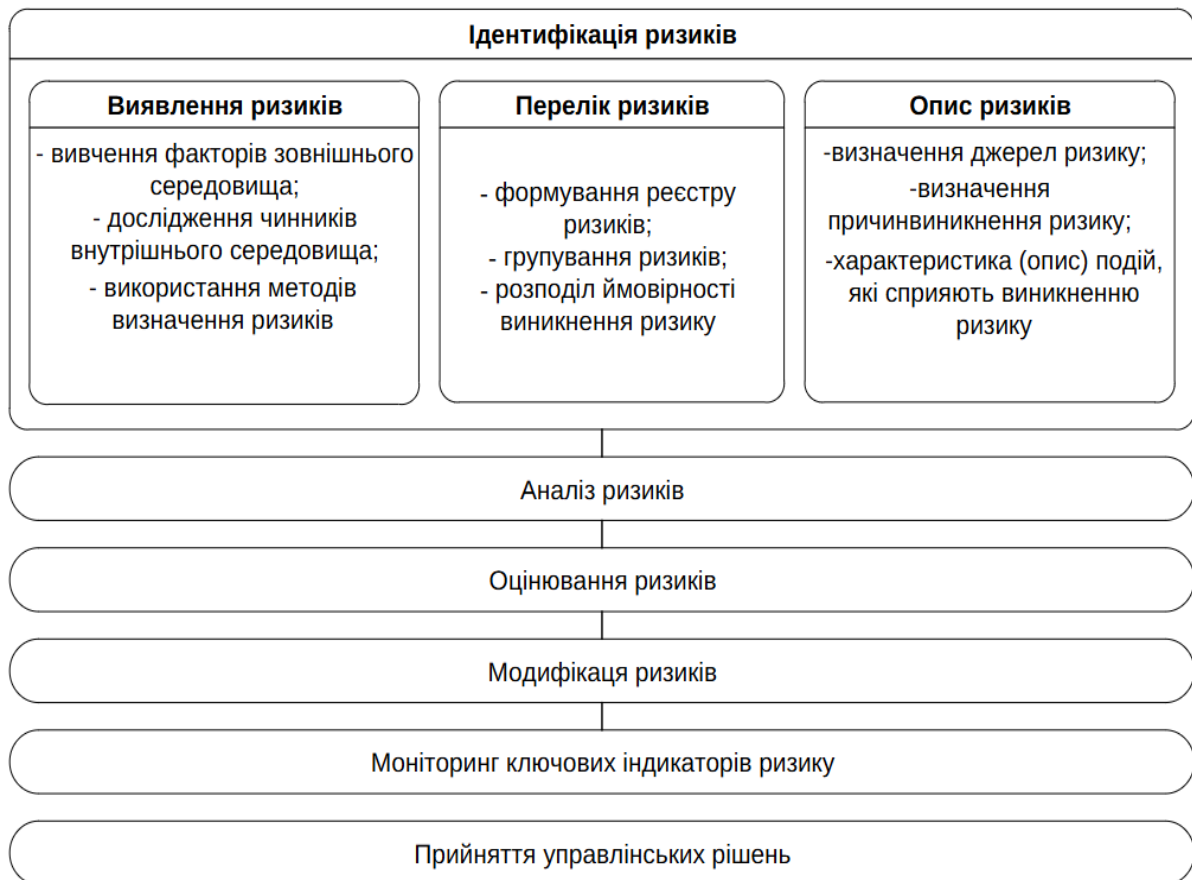 Ідентифікація ризиків
Виявлення ризиків
- вивчення факторів зовнішнього
середовища;
- дослідження чинників
внутрішнього середовища;
- використання методів
визначення ризиків
Перелік ризиків
- формування реєстру
ризиків;
- групування ризиків;
- розподіл ймовірності
виникнення ризику
Опис ризиків
-визначення джерел ризику;
-визначення
причинвиникнення ризику;
-характеристика (опис) подій,
які сприяють виникненню
ризику
Аналіз ризиків
Оцінювання ризиків
Модифікаця ризиків
Моніторинг ключових індикаторів ризику
Прийняття управлінських рішень